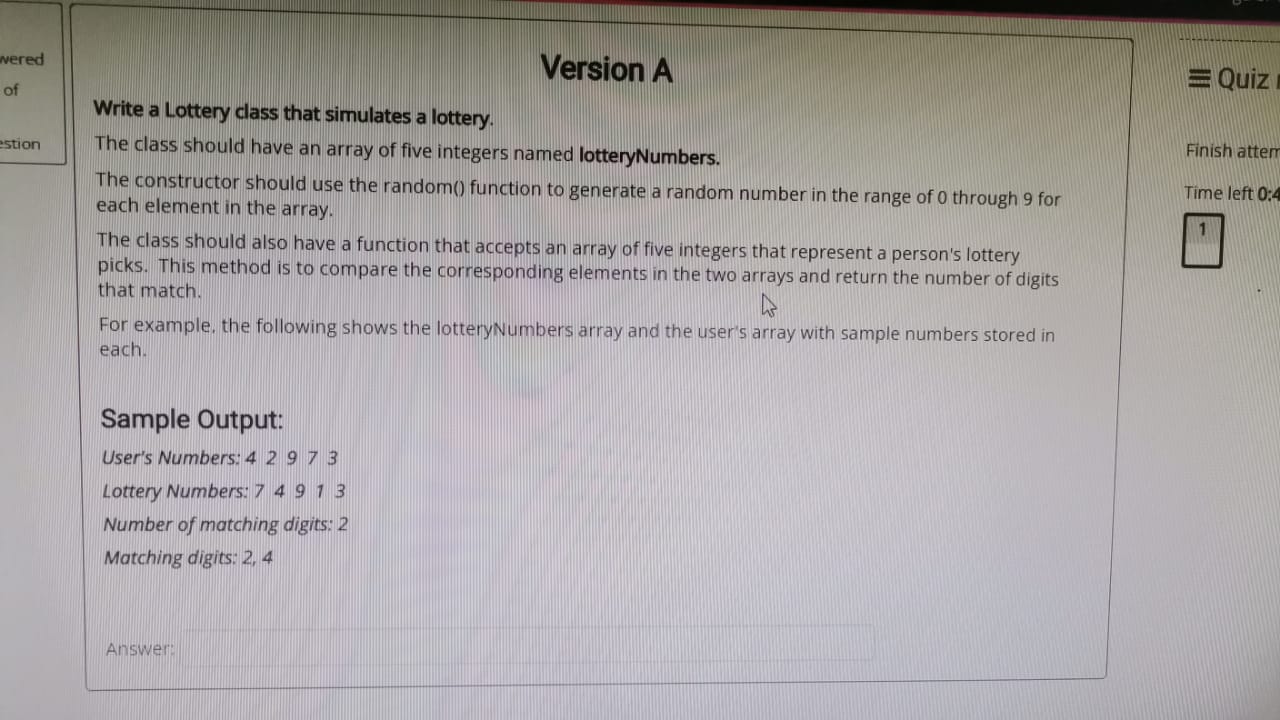 wered
of
estion
Version A
Write a Lottery class that simulates a lottery.
The class should have an array of five integers named lotteryNumbers.
The constructor should use the random() function to generate a random number in the range of 0 through 9 for
each element in the array.
The class should also have a function that accepts an array of five integers that represent a person's lottery
picks. This method is to compare the corresponding elements in the two arrays and return the number of digits
that match.
For example, the following shows the lotteryNumbers array and the user's array with sample numbers stored in
each.
Sample Output:
User's Numbers: 4 2 9 7 3
Lottery Numbers: 7 4 9 1 3
Number of matching digits: 2
Matching digits: 2, 4
Answer:
Quiz
Finish attem
Time left 0:4
1